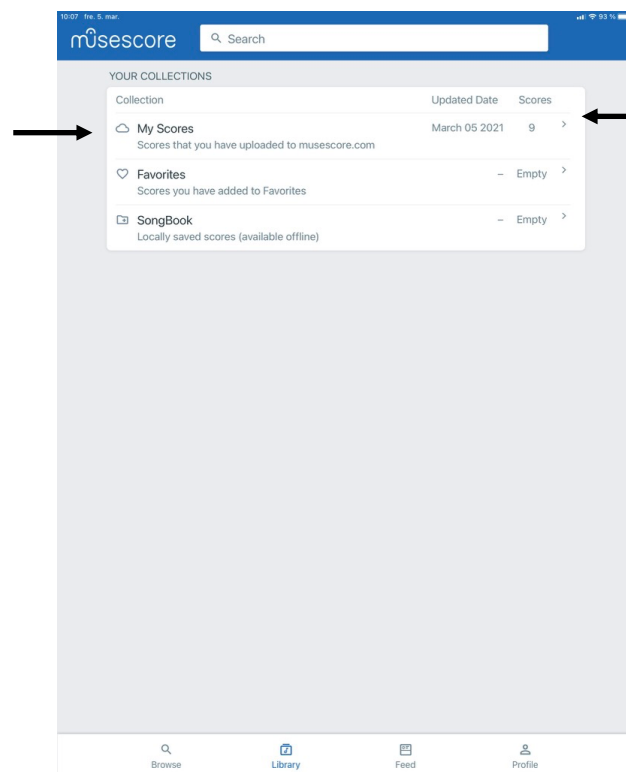 10:07 fre. 5. mar. 93 %
musescore Search
YOUR COLLECTIONS
Collection Updated Date Scores
My Scores March 05 2021 9
Scores that you have uploaded to musescore.com
Favorites – Empty
Scores you have added to Favorites
SongBook – Empty
Locally saved scores (available offline)
Browse Library Feed Profile